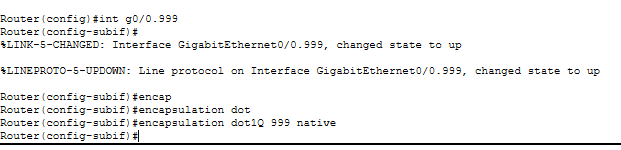 Router(config)#int g0/0.999
Router(config-subif)#
%LINK-5-CHANGED: Interface GigabitEthernet0/0.999, changed state to up
%LINEPROTO-5-UPDOWN: Line protocol on Interface GigabitEthernet0/0.999, changed state to up
Router(config-subif)#encap
Router(config-subif)#encapsulation dot
Router(config-subif)#encapsulation dot1Q 999 native
Router(config-subif)#